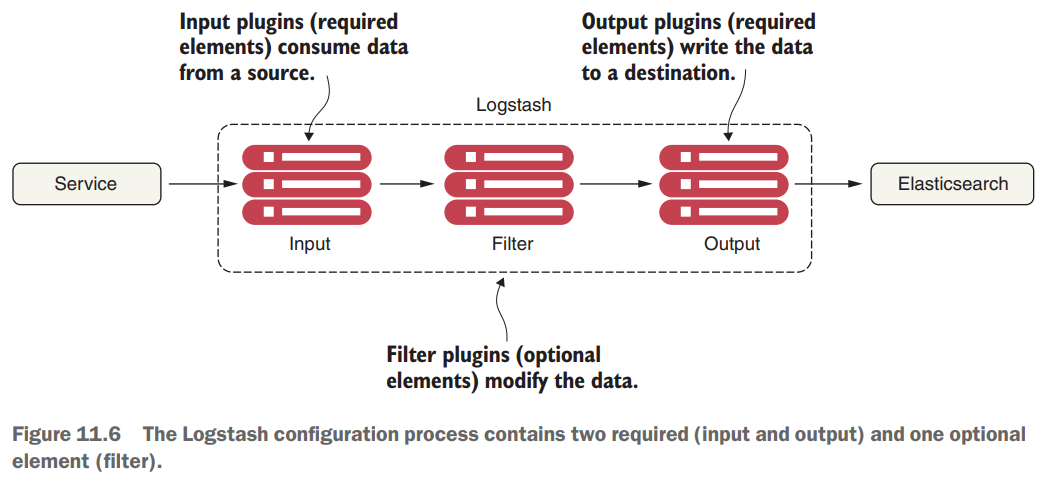 Input plugins (required
elements) consume data
from a source.
Output plugins (required
elements) write the data
to a destination.
Logstash
Service
Elasticsearch
Input
Filter
Output
Filter plugins (optional
elements) modify the data.
Figure 11.6 The Logstash configuration process contains two required (input and output) and one optional
element (filter).